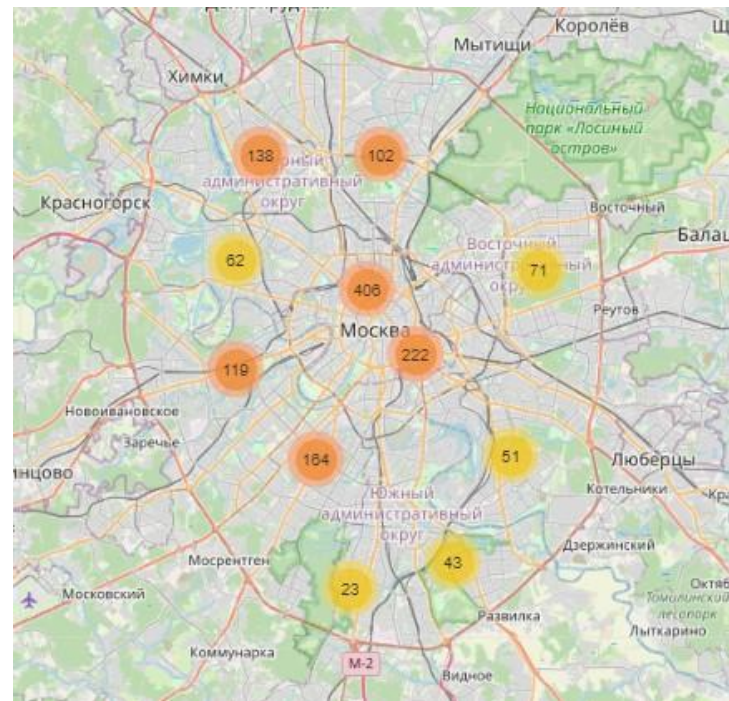 Королёв
Мытищи
Химки
Национальный
парк «Лосиный
остров»
138
102
административный
округ
Красногорск
Восточный
Восточный
62
71
406
Реутов
Москва
222
119
Новоивановское
Заречье
164
51
Люберцы
Котельники
Южный
административный
округ
Дзержинский
43
Мосрентген
23
Московский
Томилинский
лесопарк
Развилка
Лыткарино
Коммунарка
М-2
Видное